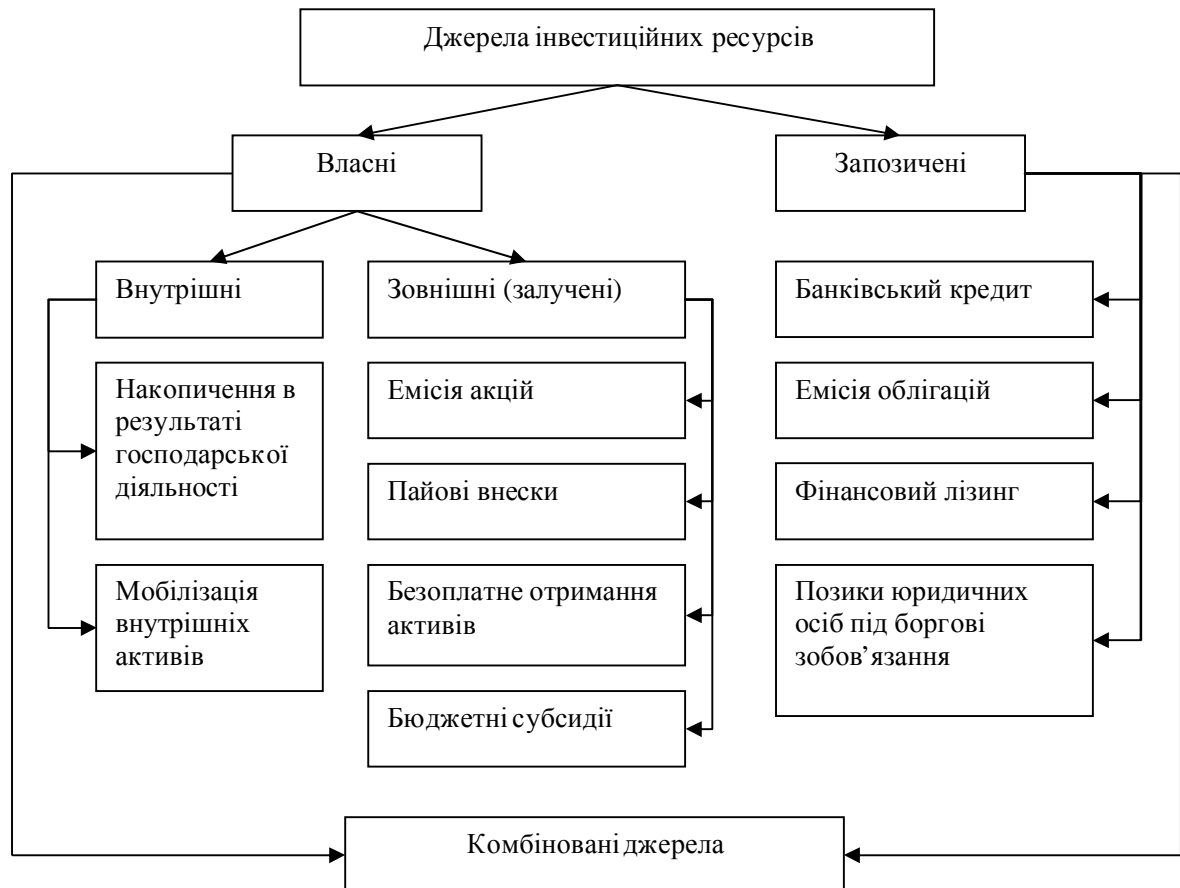 Джерела інвестиційних ресурсів
Власні
Запозичені
Внутрішні
Зовнішні (залучені)
Банківський кредит
Накопичення в
результаті
господарської
діяльності
Емісія акцій
Емісія облігацій
Пайові внески
Фінансовий лізинг
Мобілізація
внутрішніх
активів
Безоплатне отримання
активів
Позики юридичних
осіб під боргові
зобов’язання
Бюджетні субсидії
Комбіновані джерела